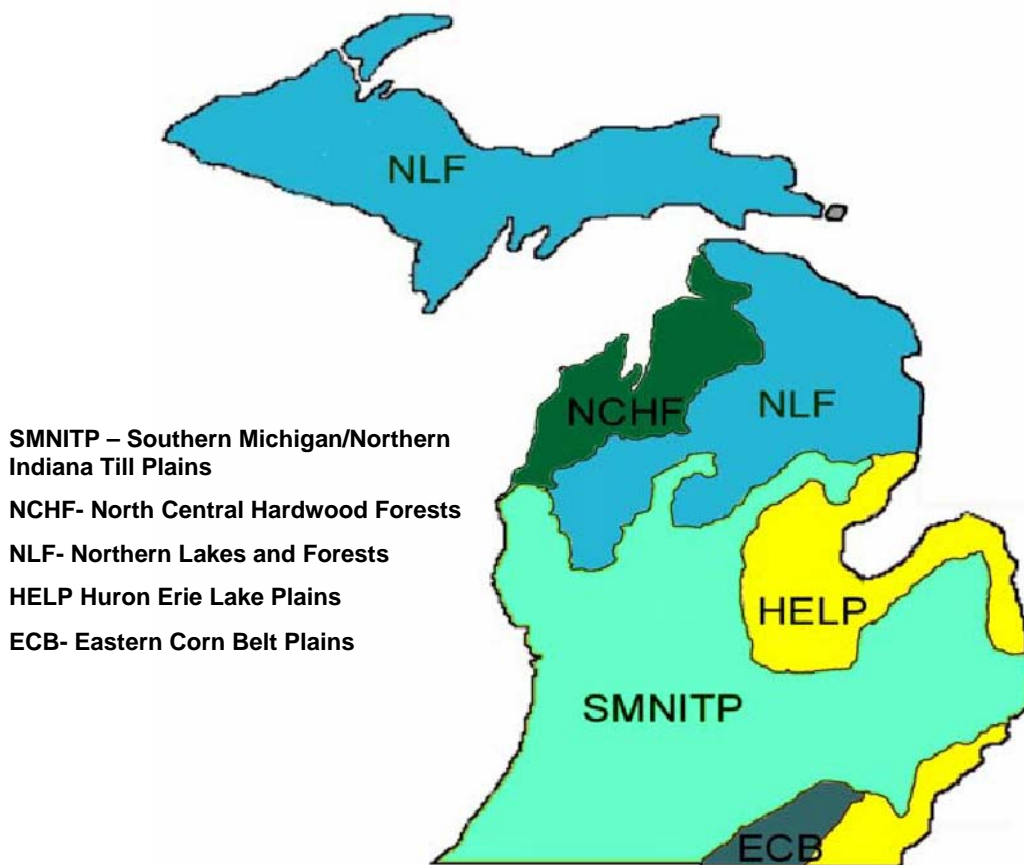 NLF
NCHF
NLF
SMNITP – Southern Michigan/Northern
Indiana Till Plains
NCHF- North Central Hardwood Forests
NLF- Northern Lakes and Forests
HELP Huron Erie Lake Plains
ECB- Eastern Corn Belt Plains
HELP
SMNITP
ECB